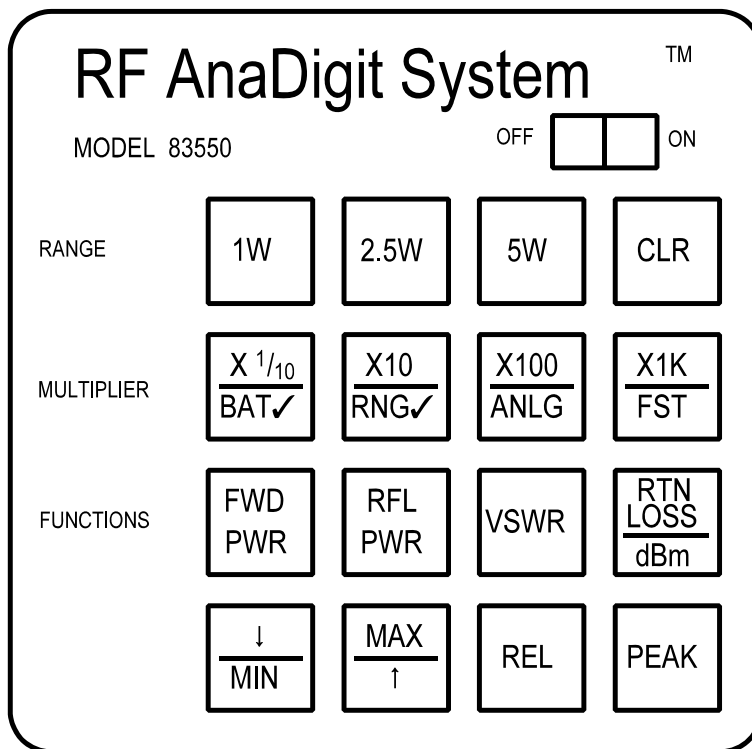 RF AnaDigit System TM
MODEL 83550
OFF ON
RANGE 1W 2.5W 5W CLR
MULTIPLIER
X 1/10 X10 X100 X1K
BAT✓ RNG✓ ANLG FST
FUNCTIONS
FWD PWR
RFL PWR
VSWR
RTN LOSS
dBm
↓ MAX
MIN ↑
REL PEAK